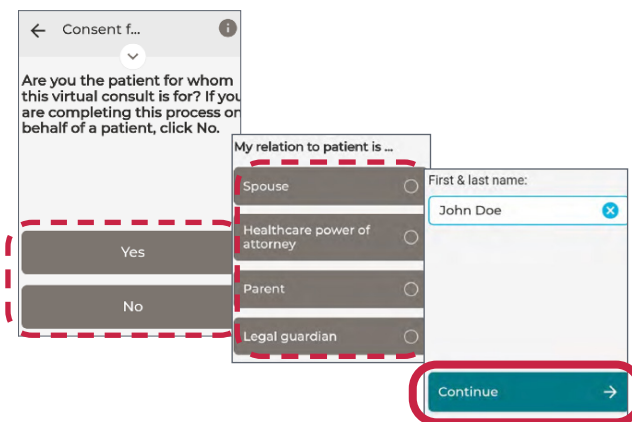 Consent f...
Are you the patient for whom
this virtual consult is for? If you
are completing this process on
behalf of a patient, click No.
Yes
No
My relation to patient is ...
Spouse
Healthcare power of
attorney
Parent
Legal guardian
First & last name:
John Doe
Continue